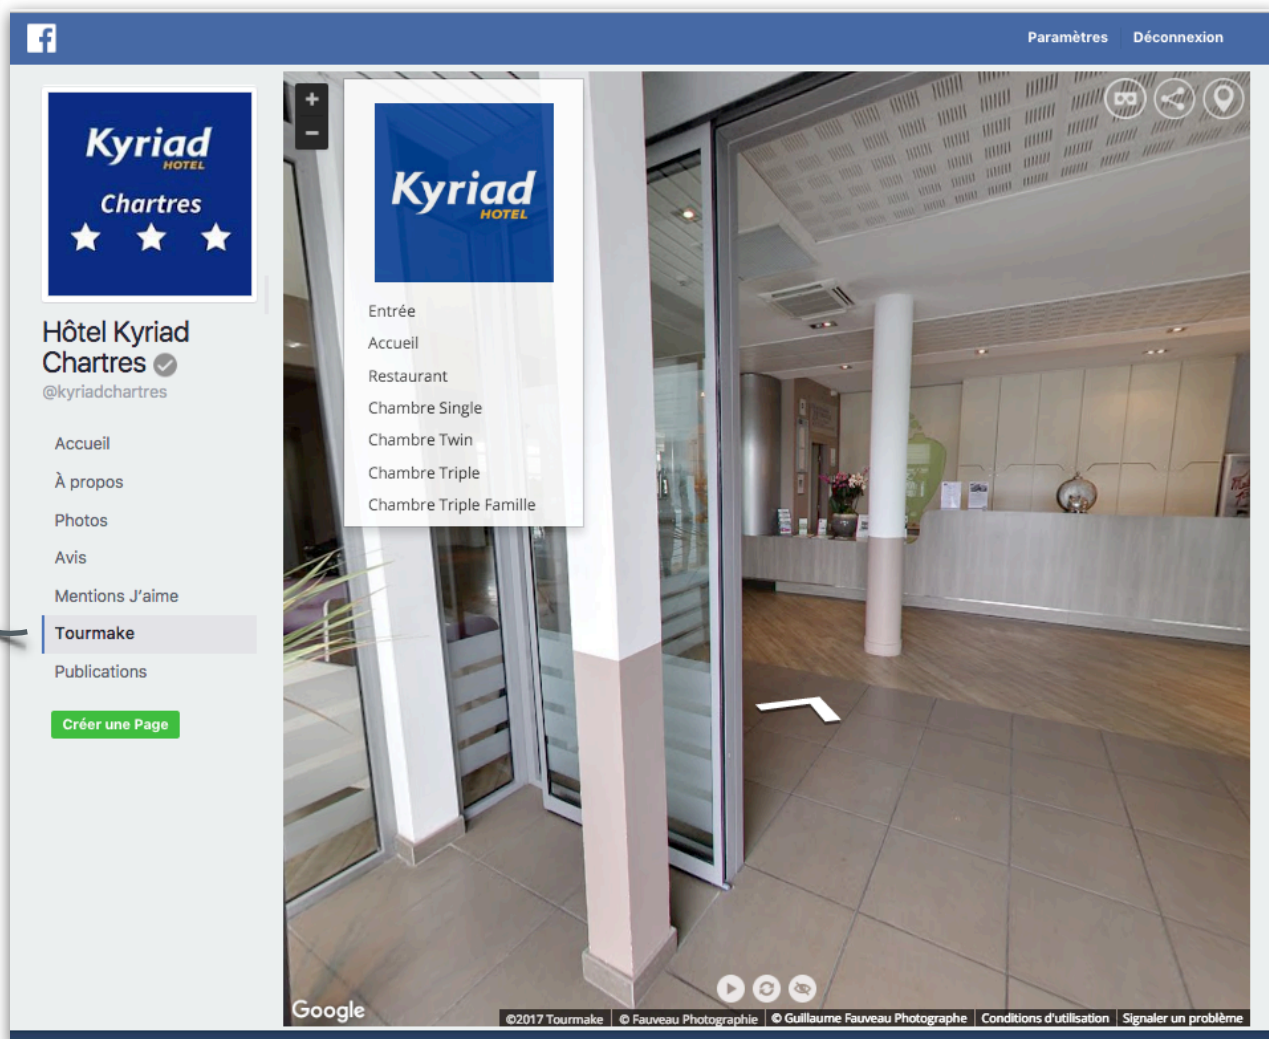 Paramètres
Déconnexion
Kyriad
HOTEL
Chartres
Hôtel Kyriad
Chartres
@kyriadchartres
Accueil
À propos
Photos
Avis
Mentions J'aime
Tourmake
Publications
Créer une Page
+
−
Kyriad
HOTEL
Entrée
Accueil
Restaurant
Chambre Single
Chambre Twin
Chambre Triple
Chambre Triple Famille
Google
©2017 Tourmake
© Fauveau Photographie
© Guillaume Fauveau Photographe
Conditions d'utilisation
Signaler un problème